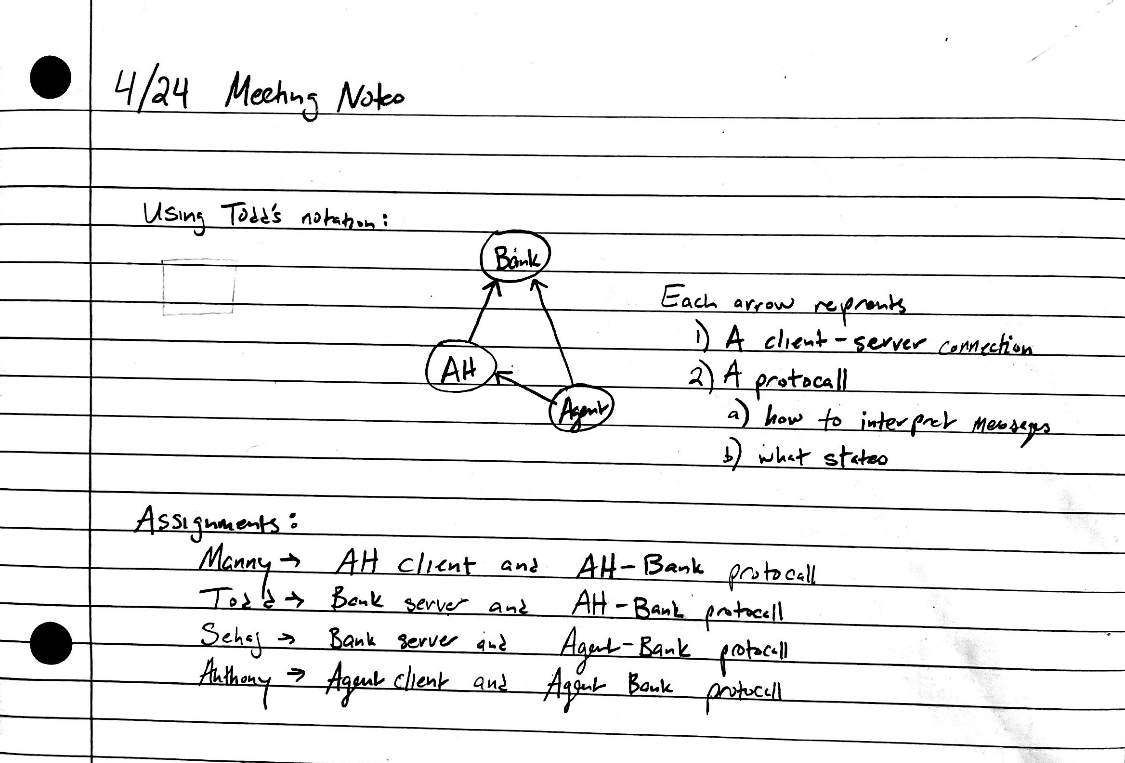 4/24 Meeting Notes
Using Todd's notation:
Bank
AH
Agent
Each arrow reprents
1) A client-server connection
2) A protocall
a) how to interpret messages
b) what states
Assignments:
Manny → AH client and AH-Bank protocall
Todd → Bank server and AH-Bank protocall
Sehaj → Bank server and Agent-Bank protocall
Anthony → Agent client and Agent Bank protocall